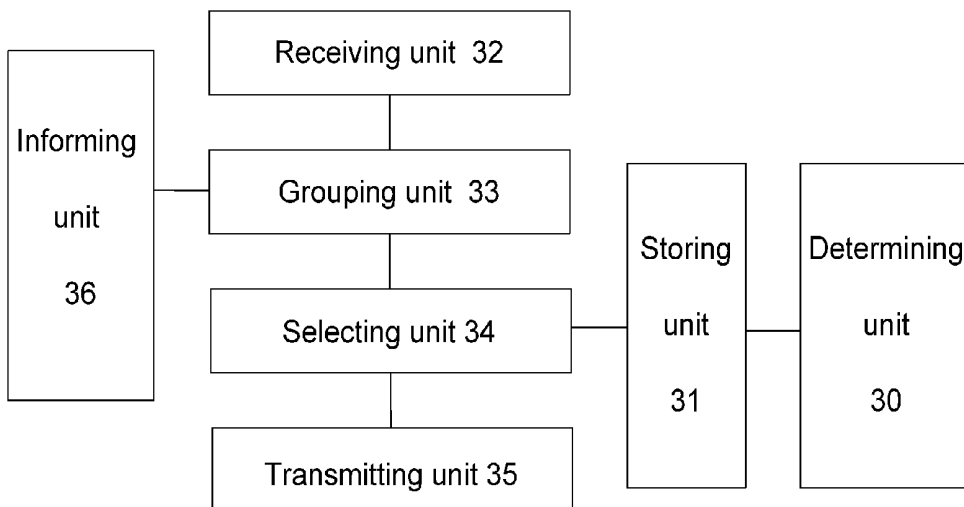 Receiving unit 32
Informing
unit
36
Grouping unit 33
Selecting unit 34
Transmitting unit 35
Storing
unit
31
Determining
unit
30